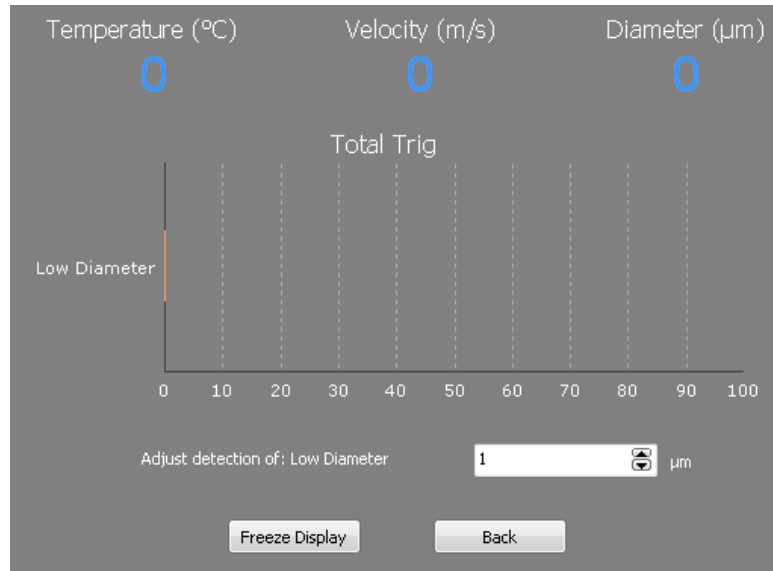 Temperature (ºC) Velocity (m/s) Diameter (µm)
0 0 0
Total Trig
Low Diameter
0 10 20 30 40 50 60 70 80 90 100
Adjust detection of: Low Diameter 1 µm
Freeze Display Back